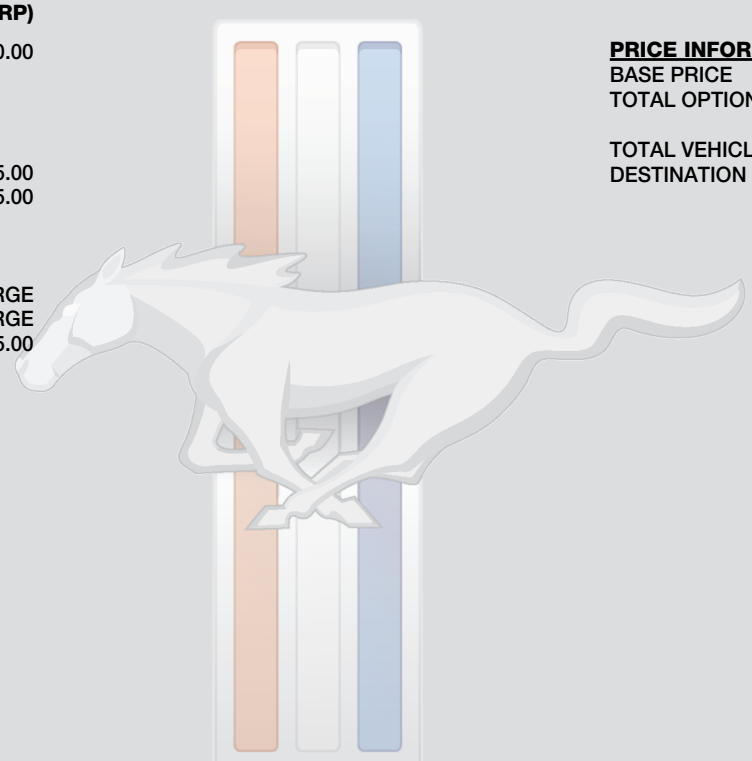 RP)
0.00
5.00
5.00
RGE
RGE
5.00
PRICE INFOR
BASE PRICE
TOTAL OPTION
TOTAL VEHICL
DESTINATION